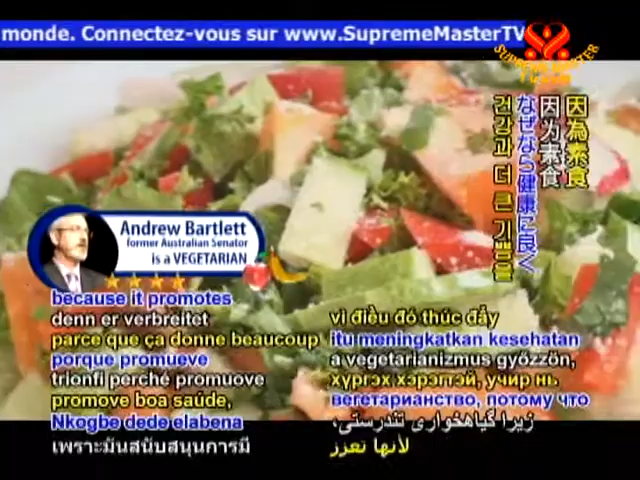 monde. Connectez-vous sur www.SupremeMasterTV
SUPREME MASTER
因為素食
因为素食
なぜなら健康に良く
건강과 더 큰 기쁨을
Andrew Bartlett
former Australian Senator
is a VEGETARIAN
because it promotes
denn er verbreitet
parce que ça donne beaucoup
porque promueve
trionfi perché promuove
promove boa saúde,
Nkogbe dede elabena
เพราะมันสนับสนุนการมี
vì điều đó thúc đẩy
itu meningkatkan kesehatan
a vegetarianizmus győzzön,
хүргэх хэрэгтэй, учир нь
вегетарианство, потому что
زیرا گیاهخواری تندرستی،
لأنها تعزز